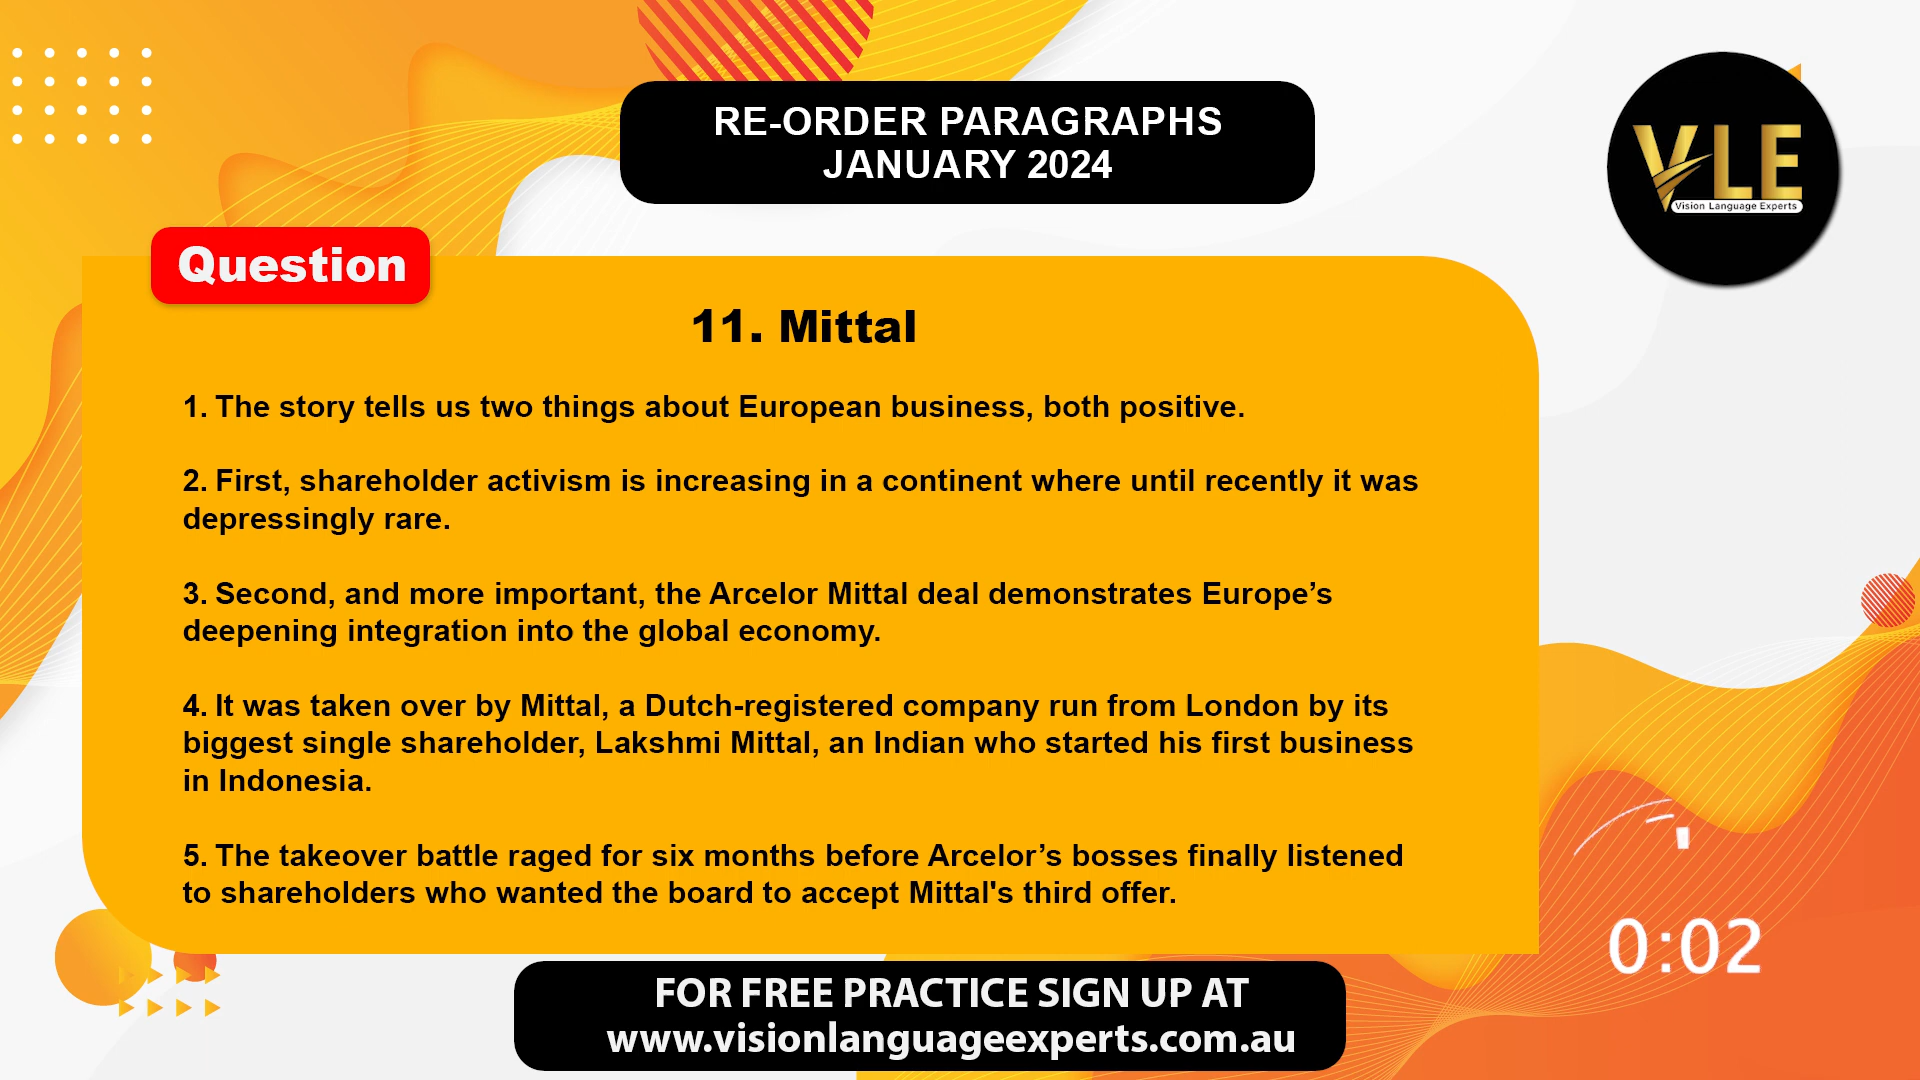 RE-ORDER PARAGRAPHS
JANUARY 2024
VLE
Vision Language Experts
Question
11. Mittal
1. The story tells us two things about European business, both positive.
2. First, shareholder activism is increasing in a continent where until recently it was
depressingly rare.
3. Second, and more important, the Arcelor Mittal deal demonstrates Europe’s
deepening integration into the global economy.
4. It was taken over by Mittal, a Dutch-registered company run from London by its
biggest single shareholder, Lakshmi Mittal, an Indian who started his first business
in Indonesia.
5. The takeover battle raged for six months before Arcelor’s bosses finally listened
to shareholders who wanted the board to accept Mittal's third offer.
0:02
FOR FREE PRACTICE SIGN UP AT
www.visionlanguageexperts.com.au